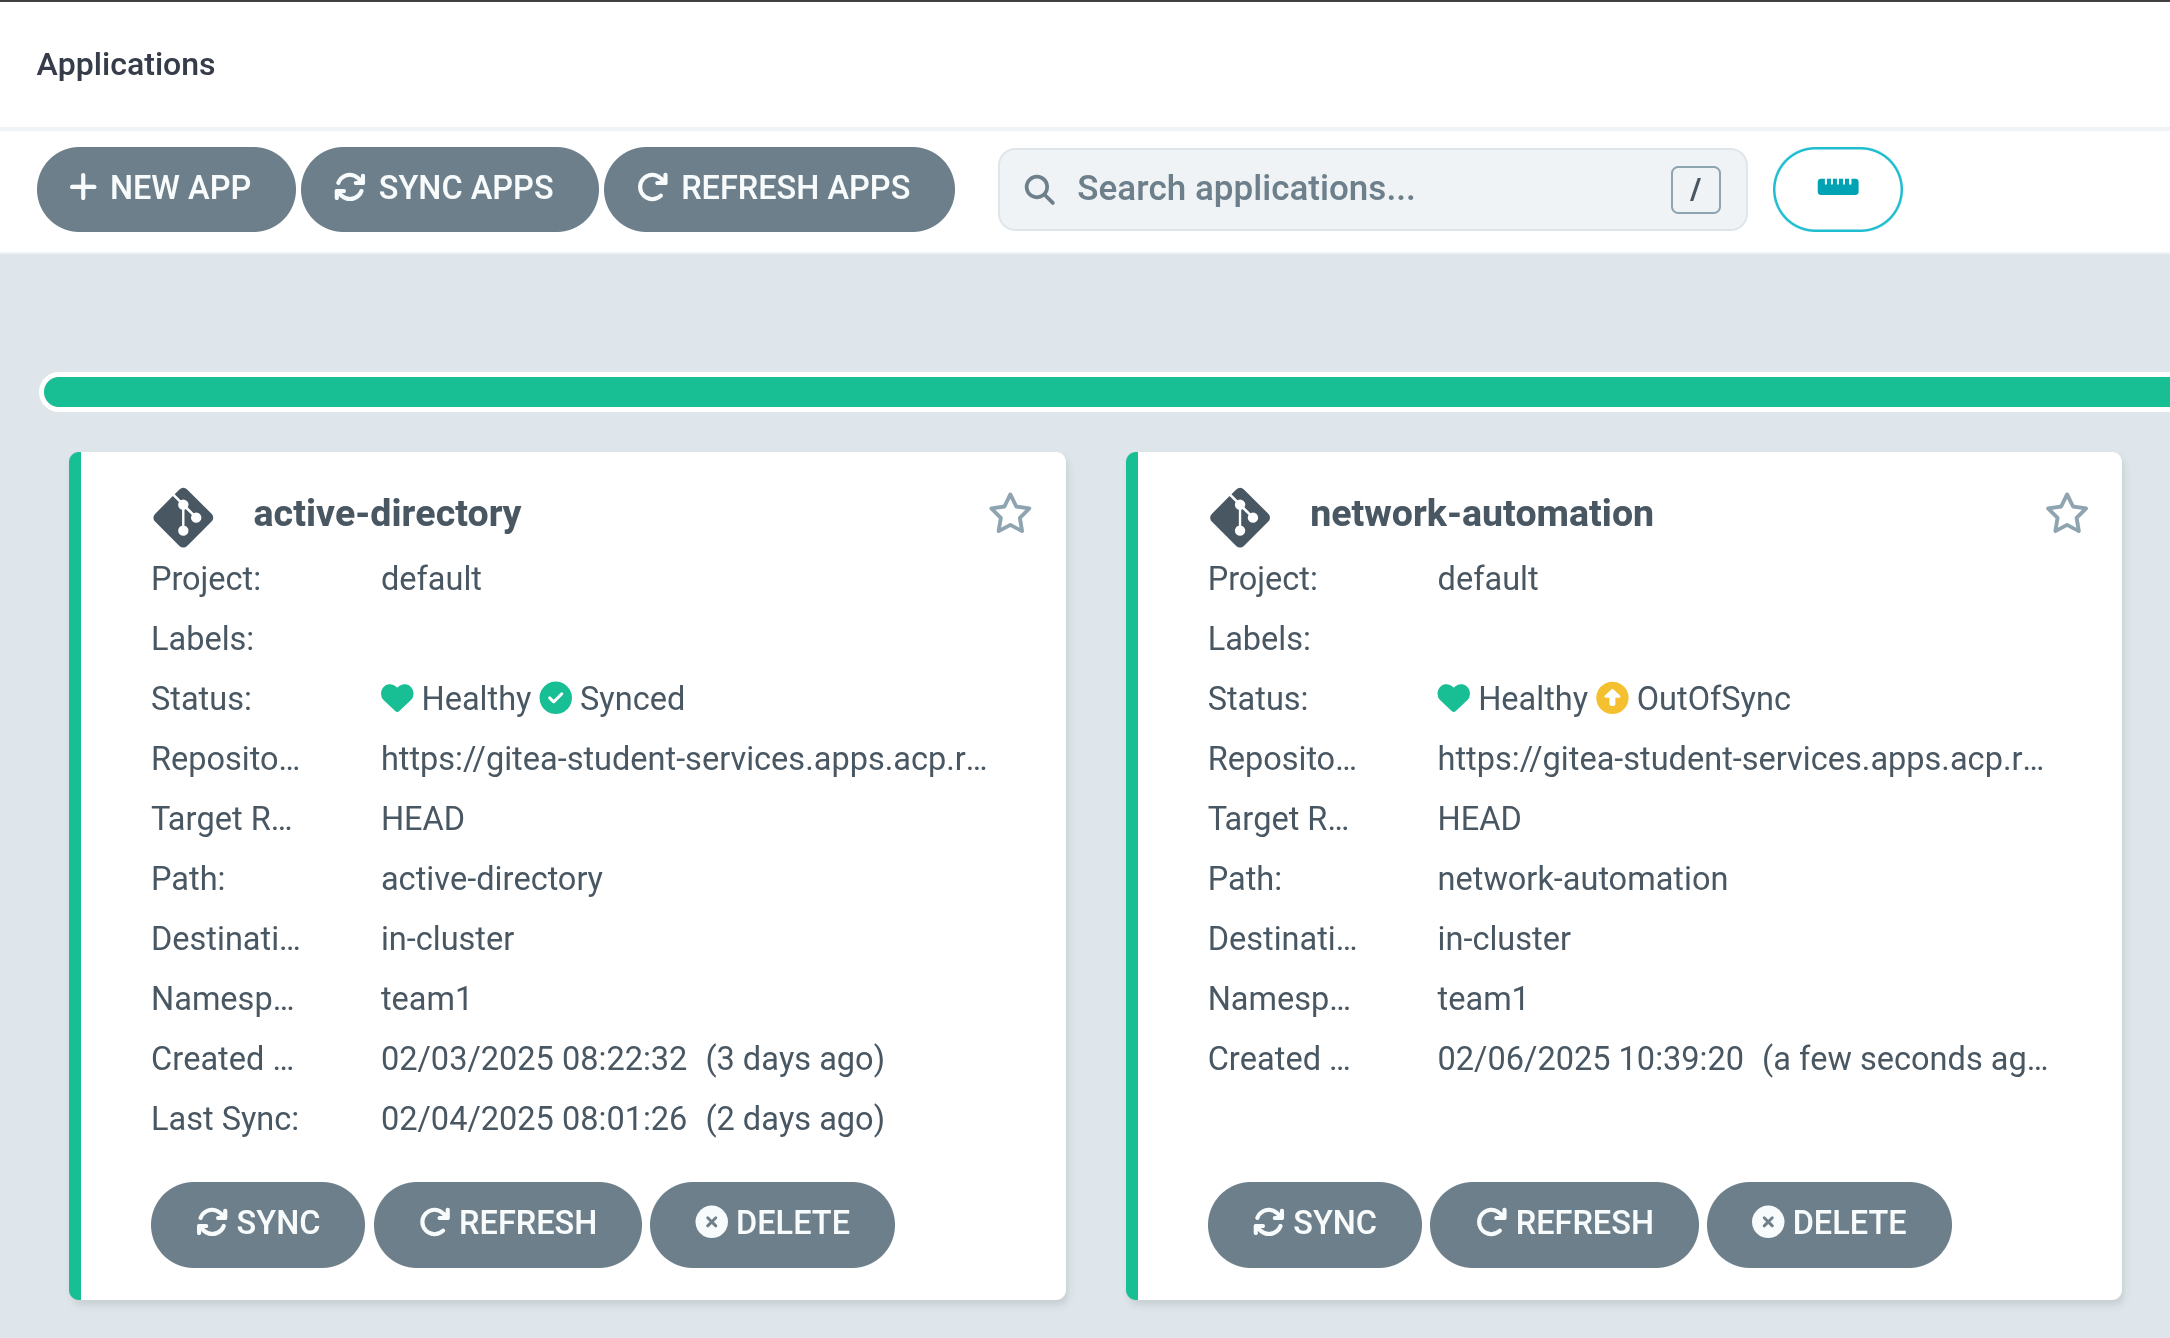 Applications
NEW APP SYNC APPS REFRESH APPS Search applications... /
active-directory
Project: default
Labels:
Status: Healthy Synced
Reposito... https://gitea-student-services.apps.acp.r...
Target R... HEAD
Path: active-directory
Destinati... in-cluster
Namesp... team1
Created ... 02/03/2025 08:22:32 (3 days ago)
Last Sync: 02/04/2025 08:01:26 (2 days ago)
SYNC REFRESH DELETE
network-automation
Project: default
Labels:
Status: Healthy OutOfSync
Reposito... https://gitea-student-services.apps.acp.r...
Target R... HEAD
Path: network-automation
Destinati... in-cluster
Namesp... team1
Created ... 02/06/2025 10:39:20 (a few seconds ag...
SYNC REFRESH DELETE